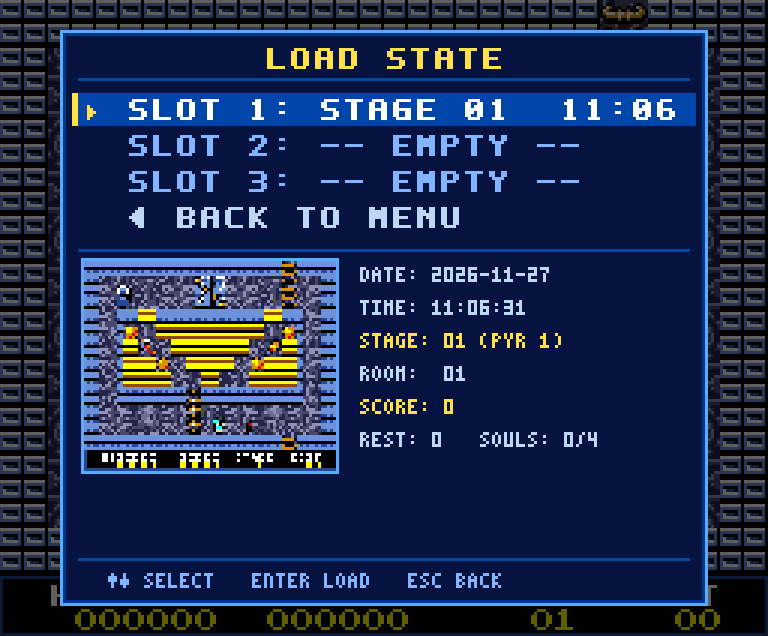 LOAD STATE
SLOT 1: STAGE 01 11:06
SLOT 2: -- EMPTY --
SLOT 3: -- EMPTY --
BACK TO MENU
DATE: 2026-11-27
TIME: 11:06:31
STAGE: 01 (PYR 1)
ROOM: 01
SCORE: 0
REST: 0 SOULS: 0/4
SELECT ENTER LOAD ESC BACK
000000 000000 01 00